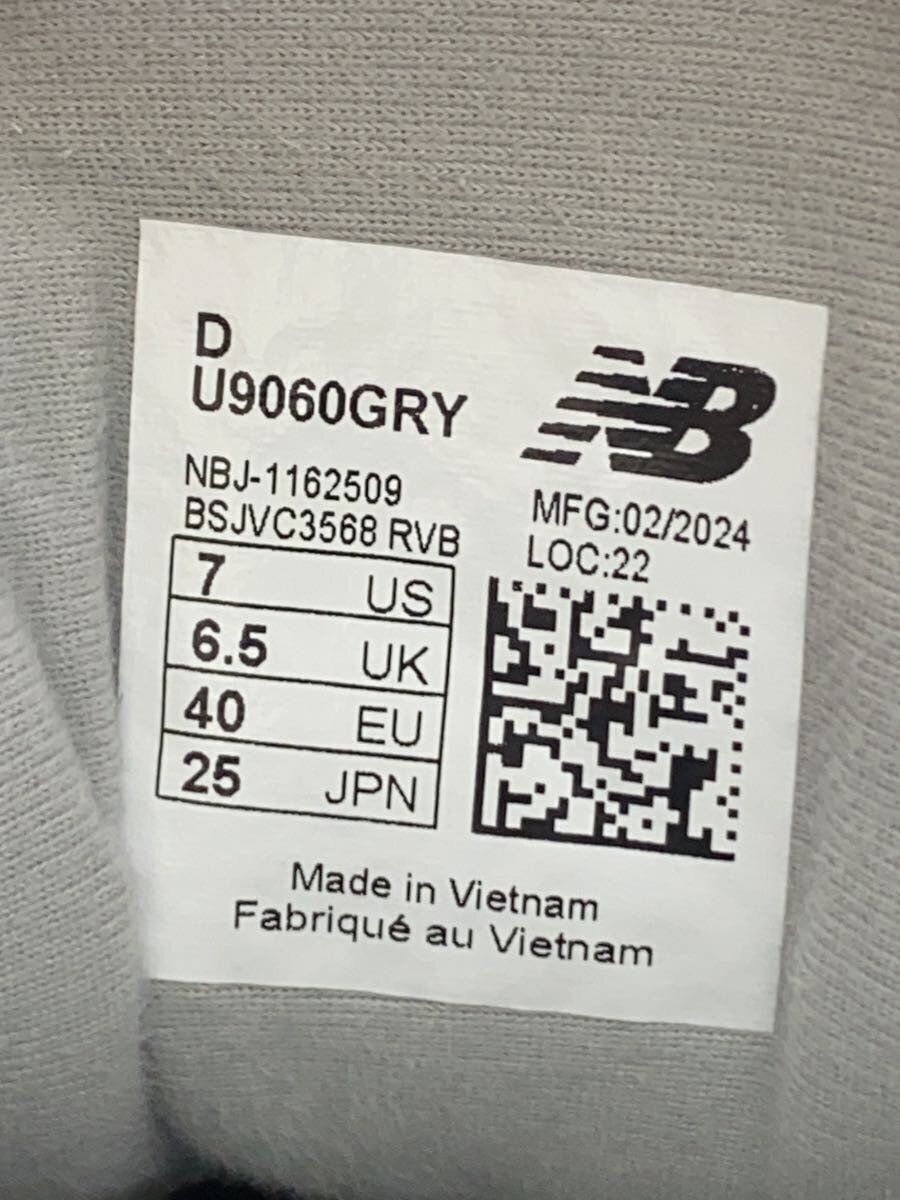 D
U9060GRY
NB
NBJ-1162509
BSJVC3568 RVB
MFG:02/2024
LOC:22
7 US
6.5 UK
40 EU
25 JPN
Made in Vietnam
Fabriqué au Vietnam